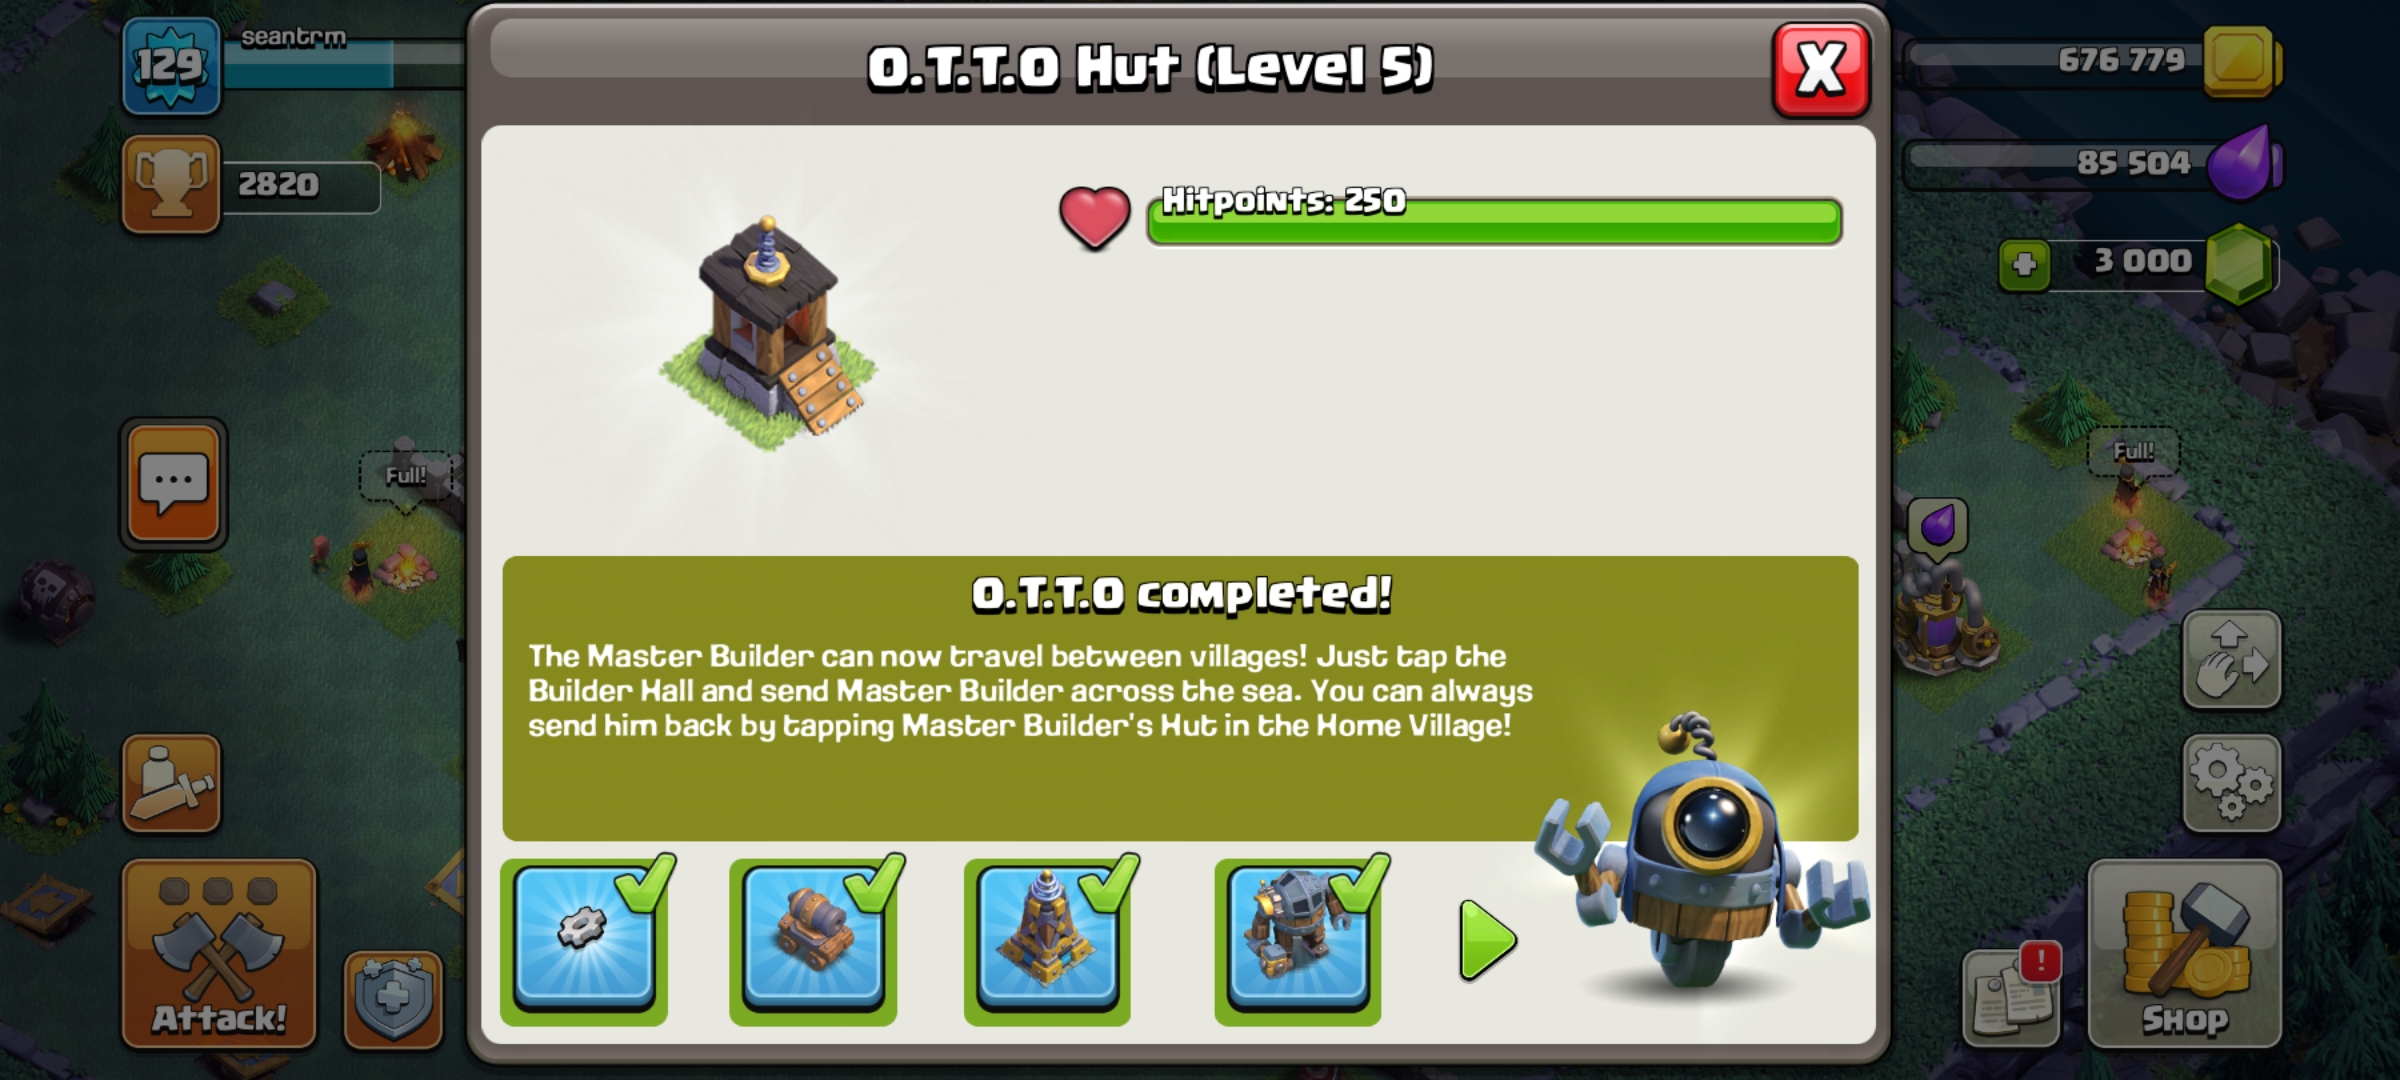 129
seantrm
2820
O.T.T.O Hut (Level 5)
X
676 779
85 504
3 000
Hitpoints: 250
Full!
Full!
O.T.T.O completed!
The Master Builder can now travel between villages! Just tap the
Builder Hall and send Master Builder across the sea. You can always
send him back by tapping Master Builder's Hut in the Home Village!
Attack!
!
Shop